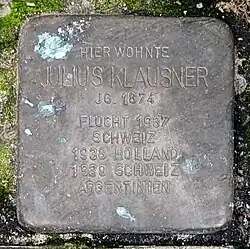 HIER WOHNTE
JULIUS KLAUSNER
JG. 1874
FLUCHT 1937
SCHWEIZ
1938 HOLLAND
1939 SCHWEIZ
ARGENTINIEN